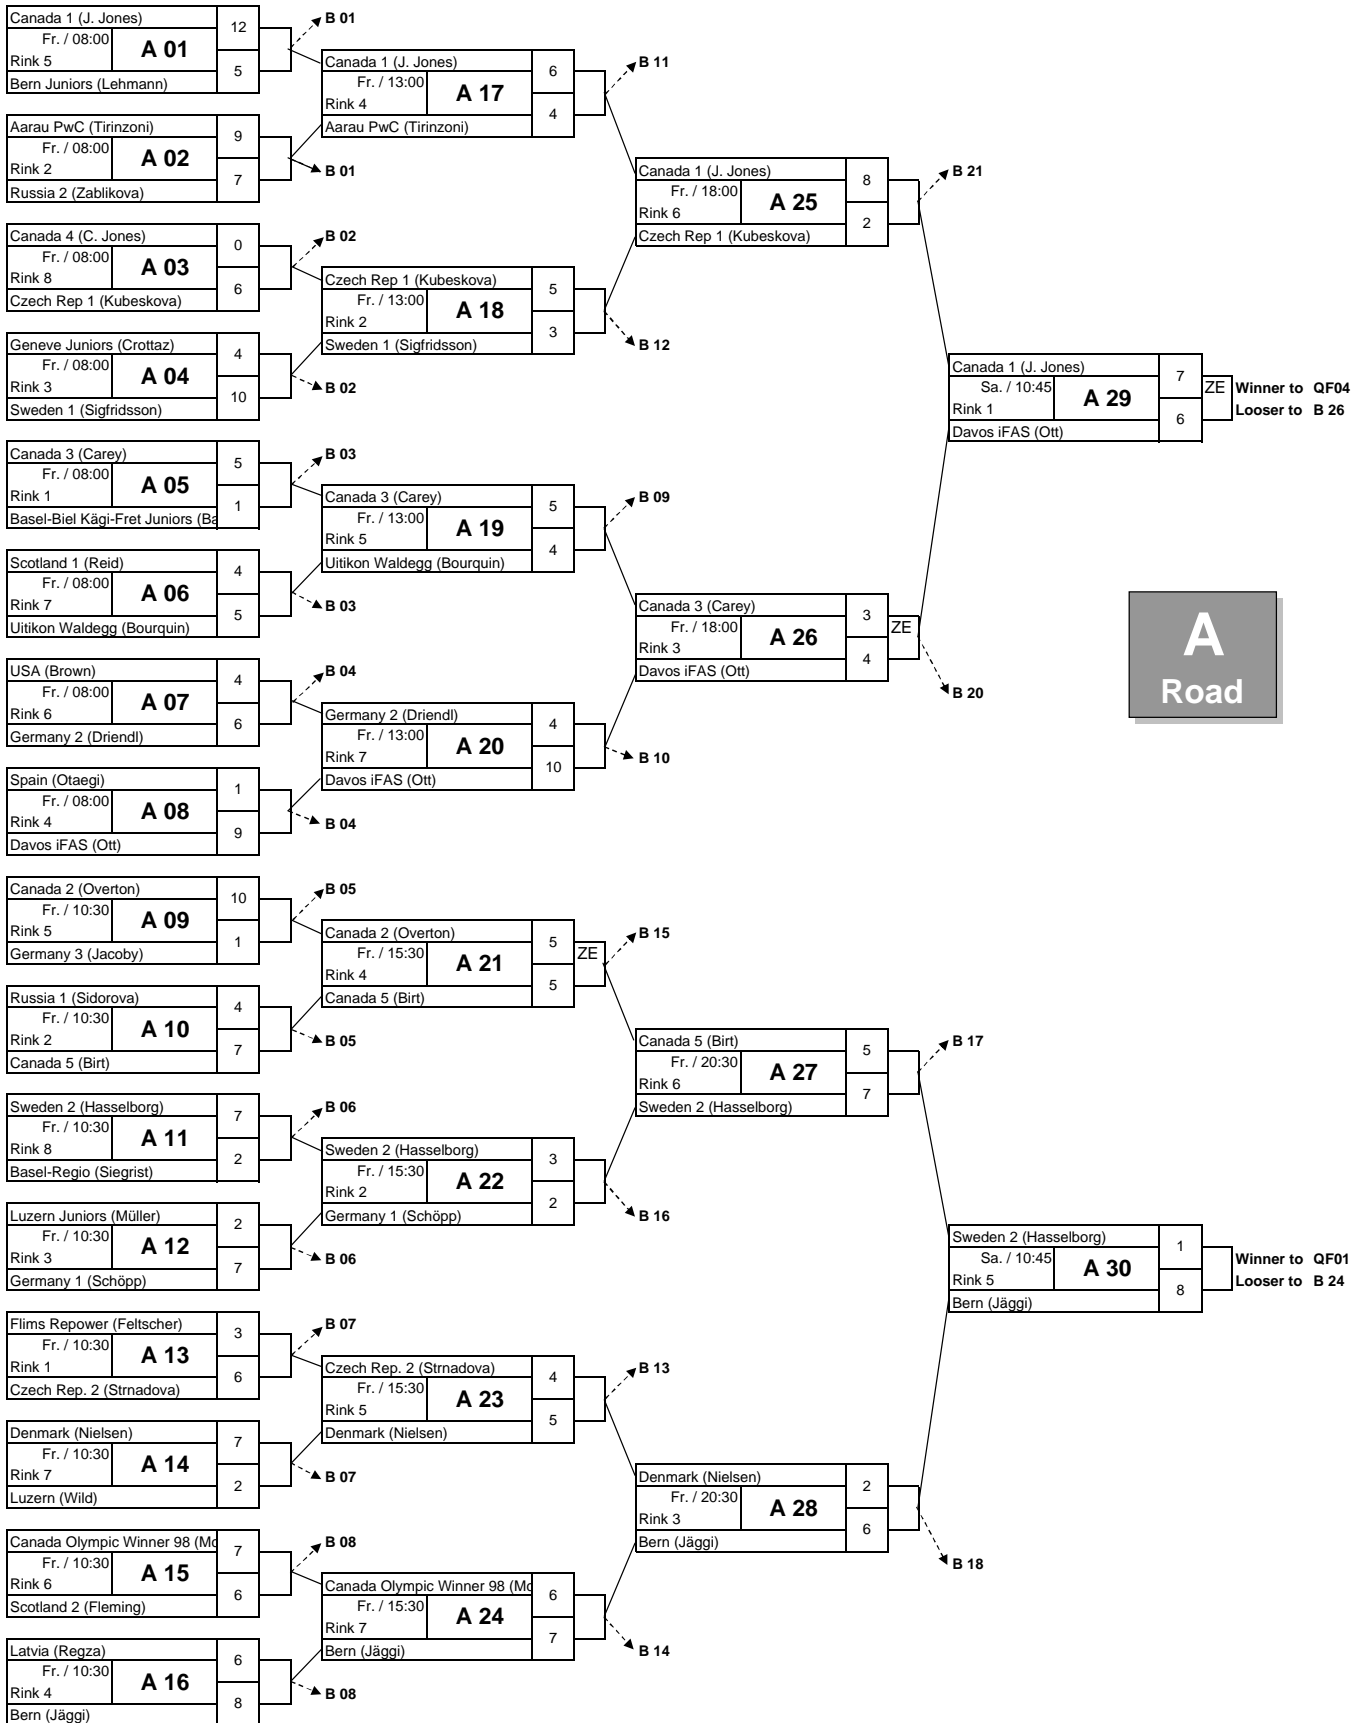 Canada 1 (J. Jones)
12
Fr. / 08:00
A 01
Rink 5
5
Bern Juniors (Lehmann)
B 01
Aarau PwC (Tirinzoni)
9
Fr. / 08:00
A 02
Rink 2
7
Russia 2 (Zablikova)
B 01
Canada 4 (C. Jones)
0
Fr. / 08:00
A 03
Rink 8
6
Czech Rep 1 (Kubeskova)
B 02
Geneve Juniors (Crottaz)
4
Fr. / 08:00
A 04
Rink 3
10
Sweden 1 (Sigfridsson)
B 02
Canada 3 (Carey)
5
Fr. / 08:00
A 05
Rink 1
1
Basel-Biel Kägi-Fret Juniors (Ba
B 03
Scotland 1 (Reid)
4
Fr. / 08:00
A 06
Rink 7
5
Uitikon Waldegg (Bourquin)
B 03
USA (Brown)
4
Fr. / 08:00
A 07
Rink 6
6
Germany 2 (Driendl)
B 04
Spain (Otaegi)
1
Fr. / 08:00
A 08
Rink 4
9
Davos iFAS (Ott)
B 04
Canada 2 (Overton)
10
Fr. / 10:30
A 09
Rink 5
1
Germany 3 (Jacoby)
B 05
Russia 1 (Sidorova)
4
Fr. / 10:30
A 10
Rink 2
7
Canada 5 (Birt)
B 05
Sweden 2 (Hasselborg)
7
Fr. / 10:30
A 11
Rink 8
2
Basel-Regio (Siegrist)
B 06
Luzern Juniors (Müller)
2
Fr. / 10:30
A 12
Rink 3
7
Germany 1 (Schöpp)
B 06
Flims Repower (Feltscher)
3
Fr. / 10:30
A 13
Rink 1
6
Czech Rep. 2 (Strnadova)
B 07
Denmark (Nielsen)
7
Fr. / 10:30
A 14
Rink 7
2
Luzern (Wild)
B 07
Canada Olympic Winner 98 (Mc
7
Fr. / 10:30
A 15
Rink 6
6
Scotland 2 (Fleming)
B 08
Latvia (Regza)
6
Fr. / 10:30
A 16
Rink 4
8
Bern (Jäggi)
B 08
Canada 1 (J. Jones)
6
Fr. / 13:00
A 17
Rink 4
4
Aarau PwC (Tirinzoni)
B 11
Czech Rep 1 (Kubeskova)
5
Fr. / 13:00
A 18
Rink 2
3
Sweden 1 (Sigfridsson)
B 12
Canada 3 (Carey)
5
Fr. / 13:00
A 19
Rink 5
4
Uitikon Waldegg (Bourquin)
B 09
Germany 2 (Driendl)
4
Fr. / 13:00
A 20
Rink 7
10
Davos iFAS (Ott)
B 10
Canada 2 (Overton)
5
ZE
Fr. / 15:30
A 21
Rink 4
5
Canada 5 (Birt)
B 15
Sweden 2 (Hasselborg)
3
Fr. / 15:30
A 22
Rink 2
2
Germany 1 (Schöpp)
B 16
Czech Rep. 2 (Strnadova)
4
Fr. / 15:30
A 23
Rink 5
5
Denmark (Nielsen)
B 13
Canada Olympic Winner 98 (Mc
6
Fr. / 15:30
A 24
Rink 7
7
Bern (Jäggi)
B 14
Canada 1 (J. Jones)
8
Fr. / 18:00
A 25
Rink 6
2
Czech Rep 1 (Kubeskova)
B 21
Canada 3 (Carey)
3
ZE
Fr. / 18:00
A 26
Rink 3
4
Davos iFAS (Ott)
B 20
Canada 5 (Birt)
5
Fr. / 20:30
A 27
Rink 6
7
Sweden 2 (Hasselborg)
B 17
Denmark (Nielsen)
2
Fr. / 20:30
A 28
Rink 3
6
Bern (Jäggi)
B 18
Canada 1 (J. Jones)
7
ZE
Sa. / 10:45
A 29
Rink 1
6
Davos iFAS (Ott)
Winner to QF04
Looser to B 26
A
Road
Sweden 2 (Hasselborg)
1
Sa. / 10:45
A 30
Rink 5
8
Bern (Jäggi)
Winner to QF01
Looser to B 24